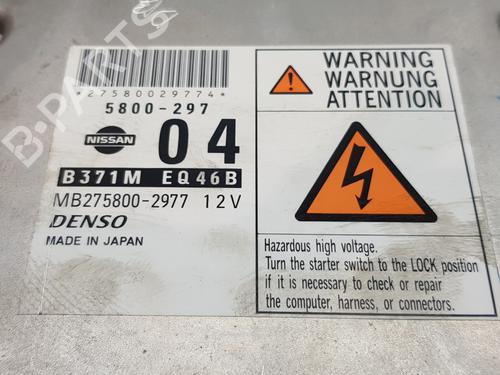 *27580029774*
5800-297
NISSAN
04
B371M EQ46B
MB275800-2977 12V
DENSO
MADE IN JAPAN
WARNING
WARNUNG
ATTENTION
Hazardous high voltage.
Turn the starter switch to the LOCK position
if it is necessary to check or repair
the computer, harness, or connectors.
B-PARTS